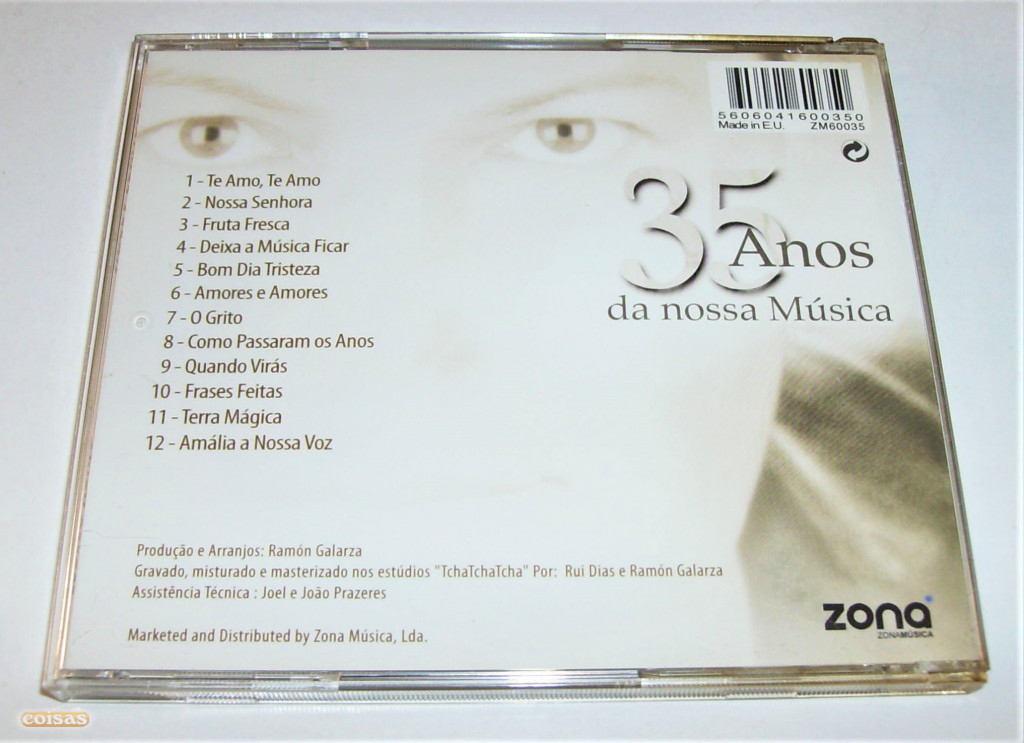 5606041600350
Made in E.U. ZM60035
1 - Te Amo, Te Amo
2 - Nossa Senhora
3 - Fruta Fresca
4 - Deixa a Música Ficar
5 - Bom Dia Tristeza
6 - Amores e Amores
7 - O Grito
8 - Como Passaram os Anos
9 - Quando Virás
10 - Frases Feitas
11 - Terra Mágica
12 - Amália a Nossa Voz
35 Anos
da nossa Música
Produção e Arranjos: Ramón Galarza
Gravado, misturado e masterizado nos estúdios "TchaTchaTcha" Por: Rui Dias e Ramón Galarza
Assistência Técnica : Joel e João Prazeres
Marketed and Distributed by Zona Música, Lda.
zona
ZONAMÚSICA
coisas